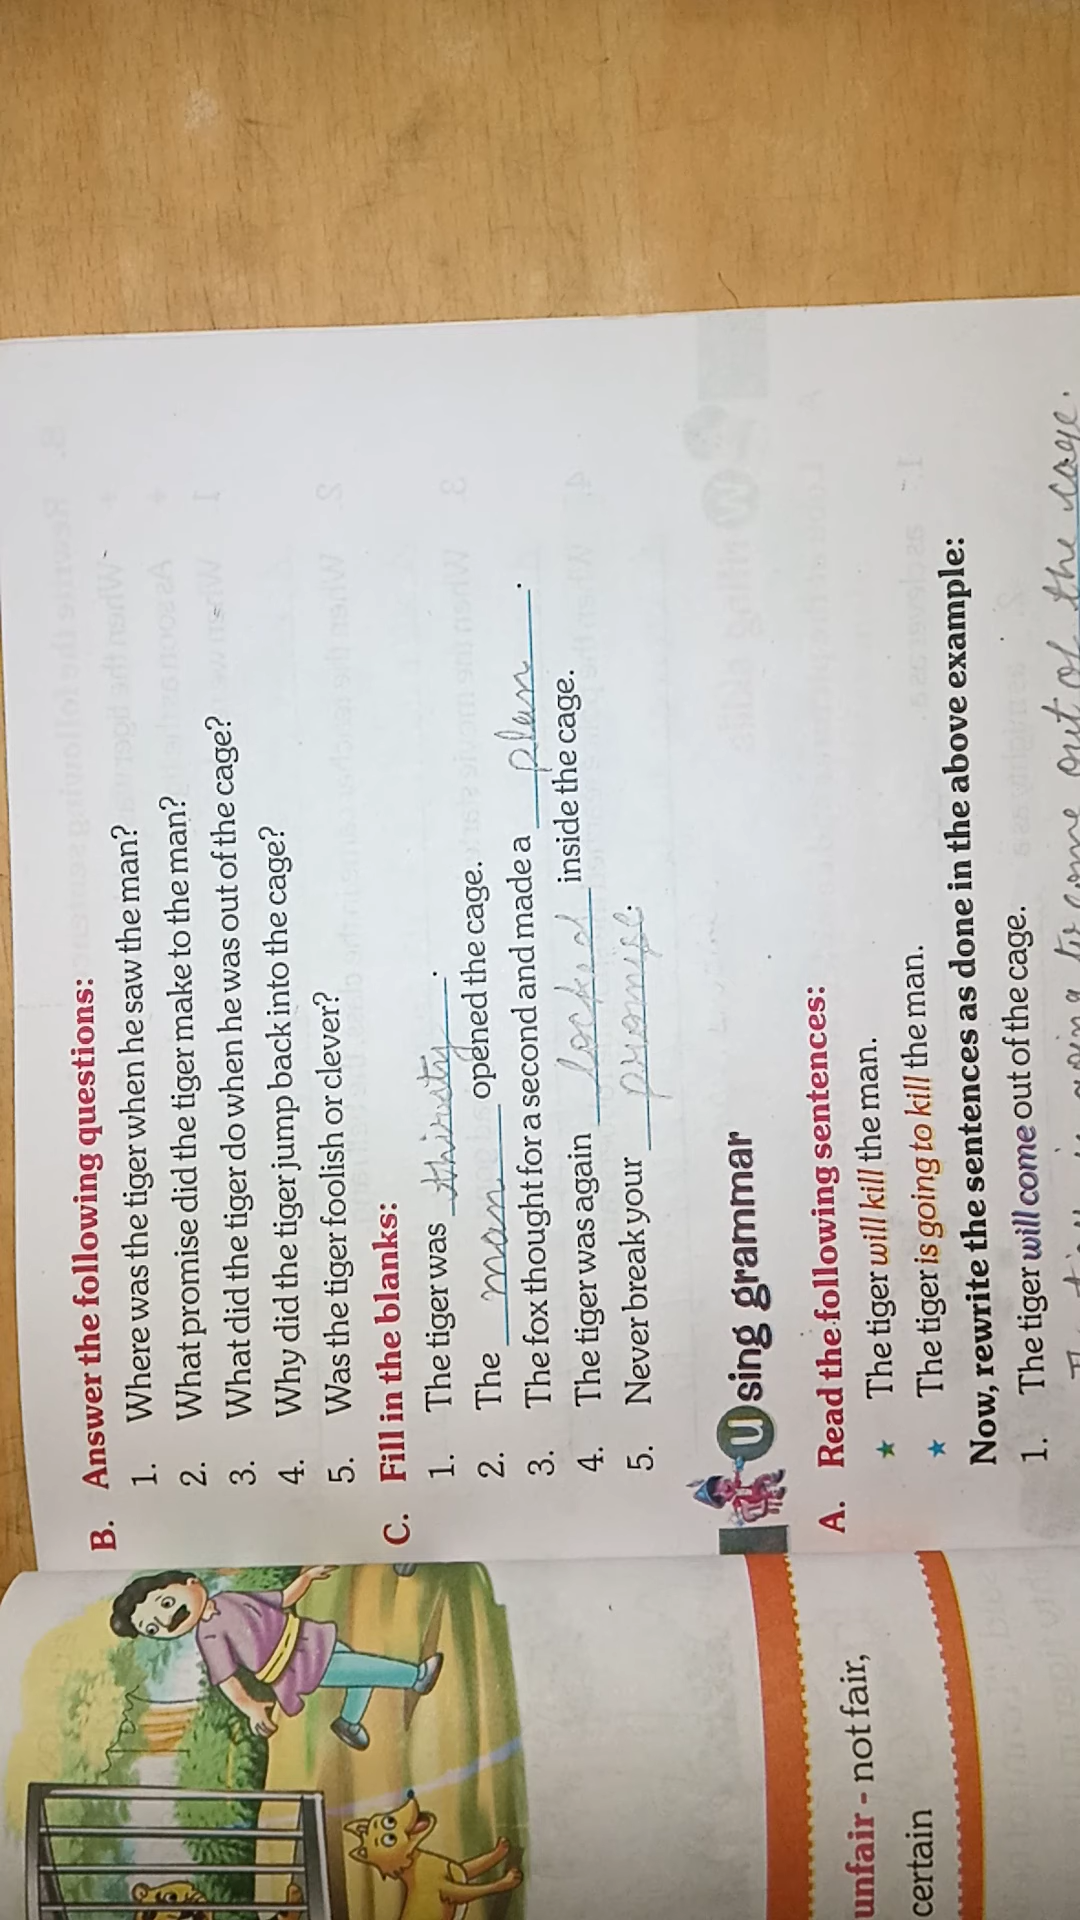 B. Answer the following questions:
1. Where was the tiger when he saw the man?
2. What promise did the tiger make to the man?
3. What did the tiger do when he was out of the cage?
4. Why did the tiger jump back into the cage?
5. Was the tiger foolish or clever?
C. Fill in the blanks:
1. The tiger was thirsty.
2. The man opened the cage.
3. The fox thought for a second and made a plan.
4. The tiger was again locked inside the cage.
5. Never break your promise.
Using grammar
A. Read the following sentences:
★ The tiger will kill the man.
★ The tiger is going to kill the man.
Now, rewrite the sentences as done in the above example:
1. The tiger will come out of the cage.
going to come out of the cage.
unfair - not fair,
certain